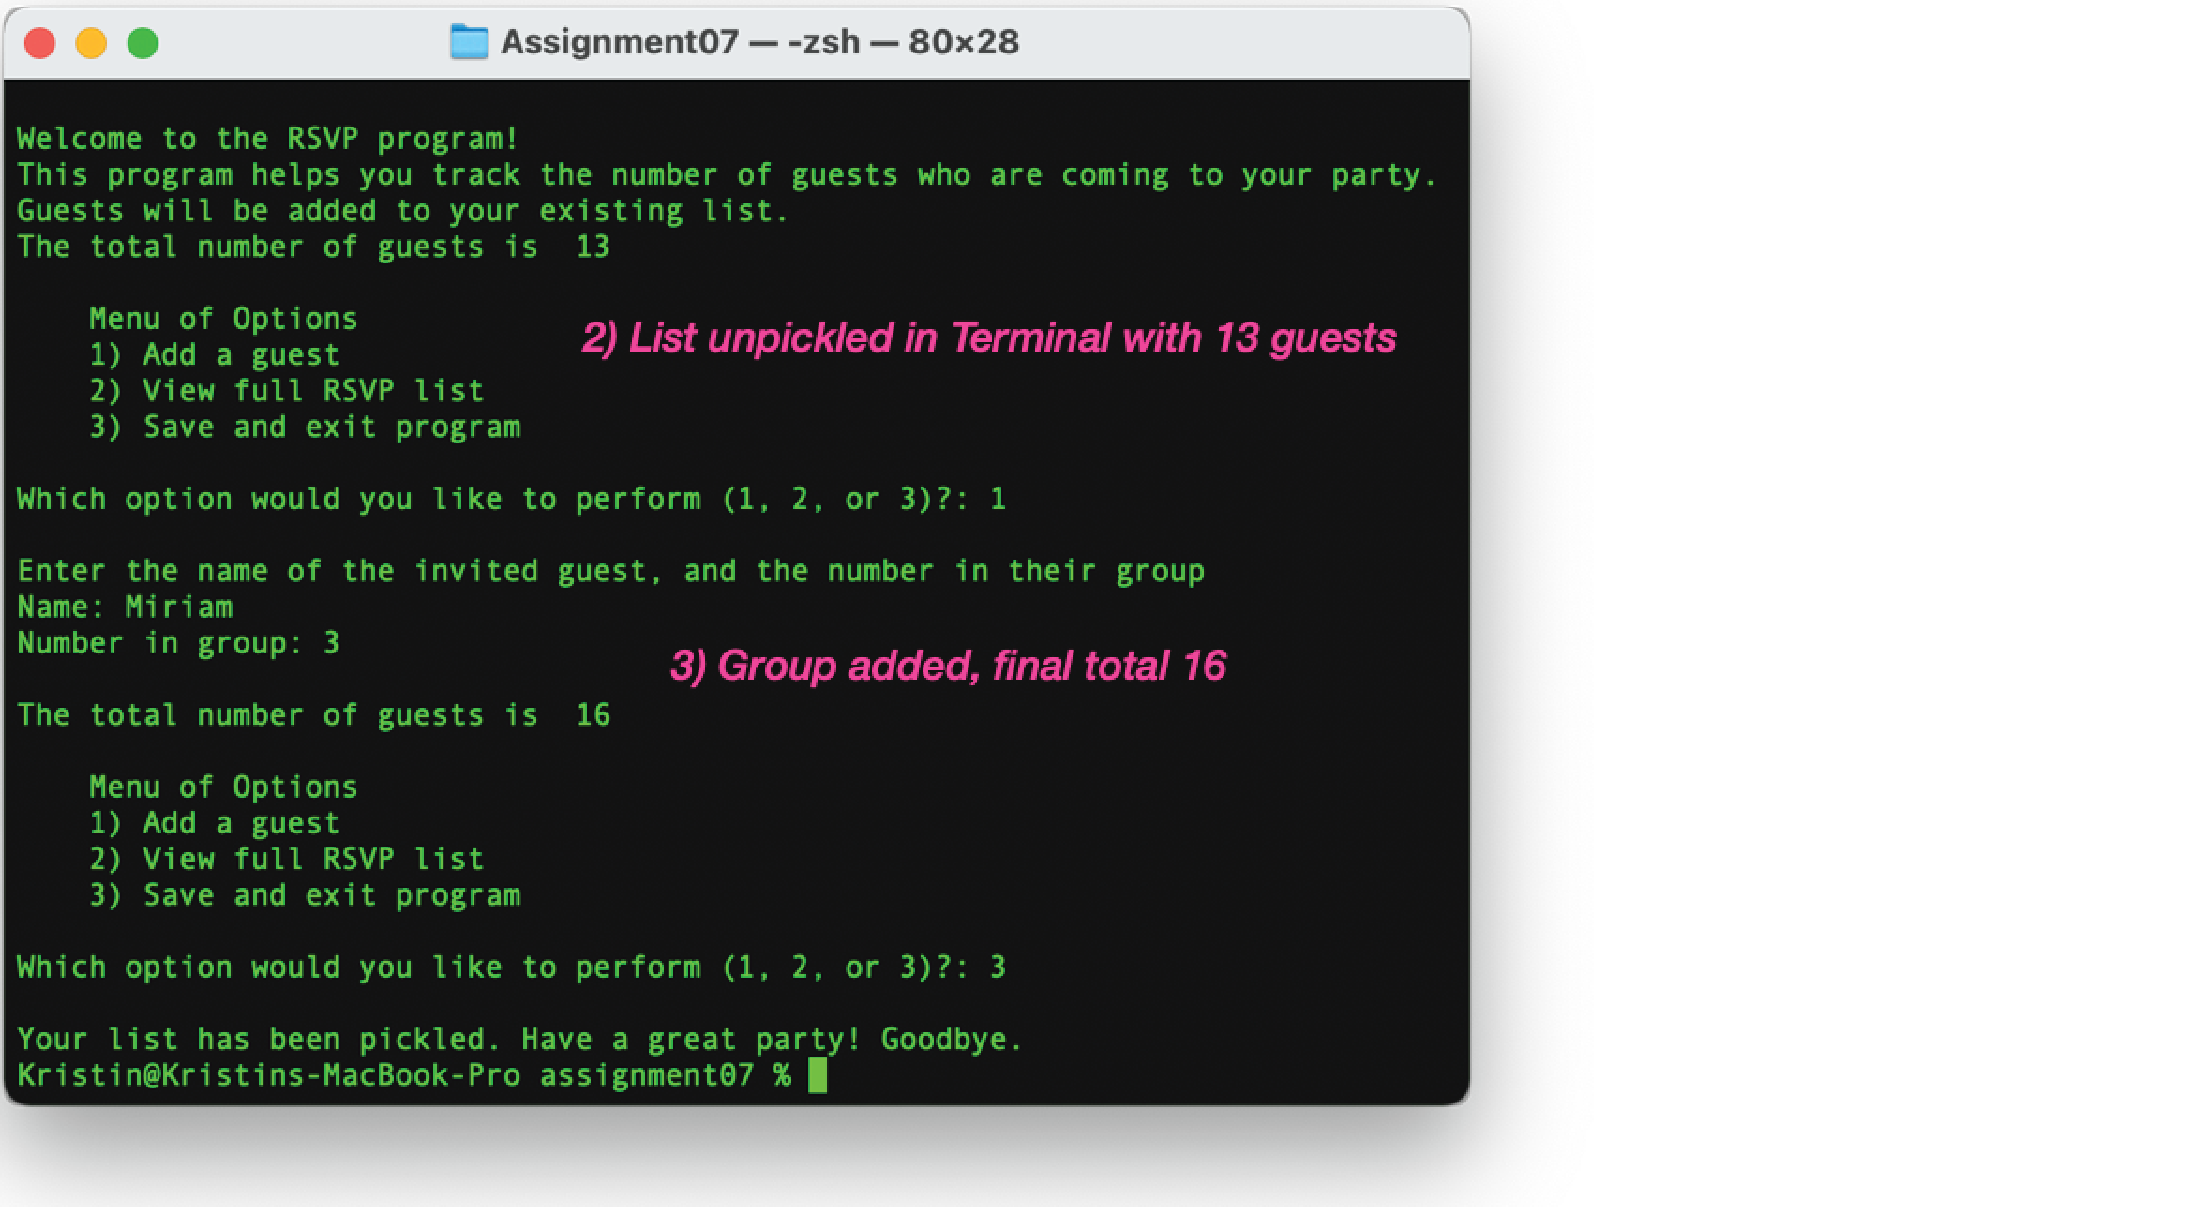 Assignment07 — -zsh — 80×28
Welcome to the RSVP program!
This program helps you track the number of guests who are coming to your party.
Guests will be added to your existing list.
The total number of guests is  13
    Menu of Options
2) List unpickled in Terminal with 13 guests
    1) Add a guest
    2) View full RSVP list
    3) Save and exit program
Which option would you like to perform (1, 2, or 3)?: 1
Enter the name of the invited guest, and the number in their group
Name: Miriam
Number in group: 3
3) Group added, final total 16
The total number of guests is  16
    Menu of Options
    1) Add a guest
    2) View full RSVP list
    3) Save and exit program
Which option would you like to perform (1, 2, or 3)?: 3
Your list has been pickled. Have a great party! Goodbye.
Kristin@Kristins-MacBook-Pro assignment07 %